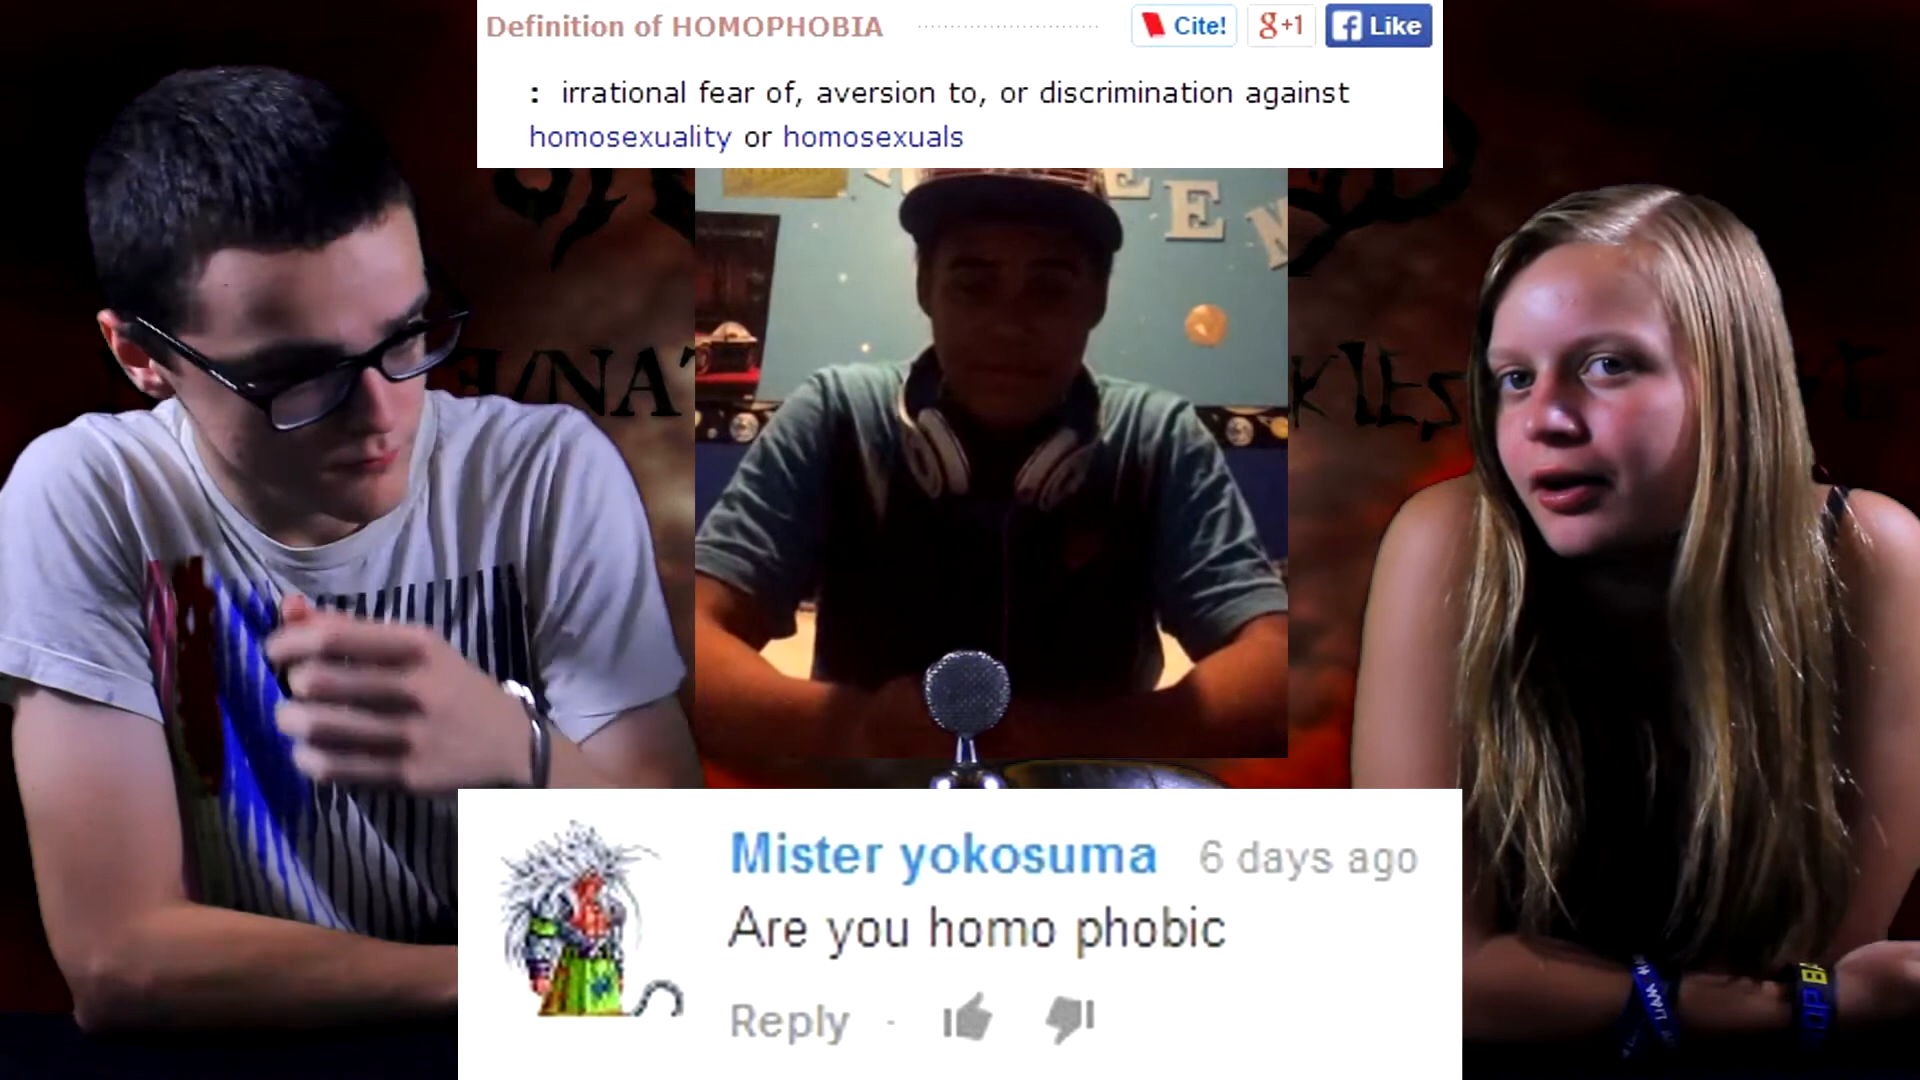 Definition of HOMOPHOBIA
Cite!
g+1
Like
: irrational fear of, aversion to, or discrimination against
homosexuality or homosexuals
E
Mister yokosuma 6 days ago
Are you homo phobic
Reply